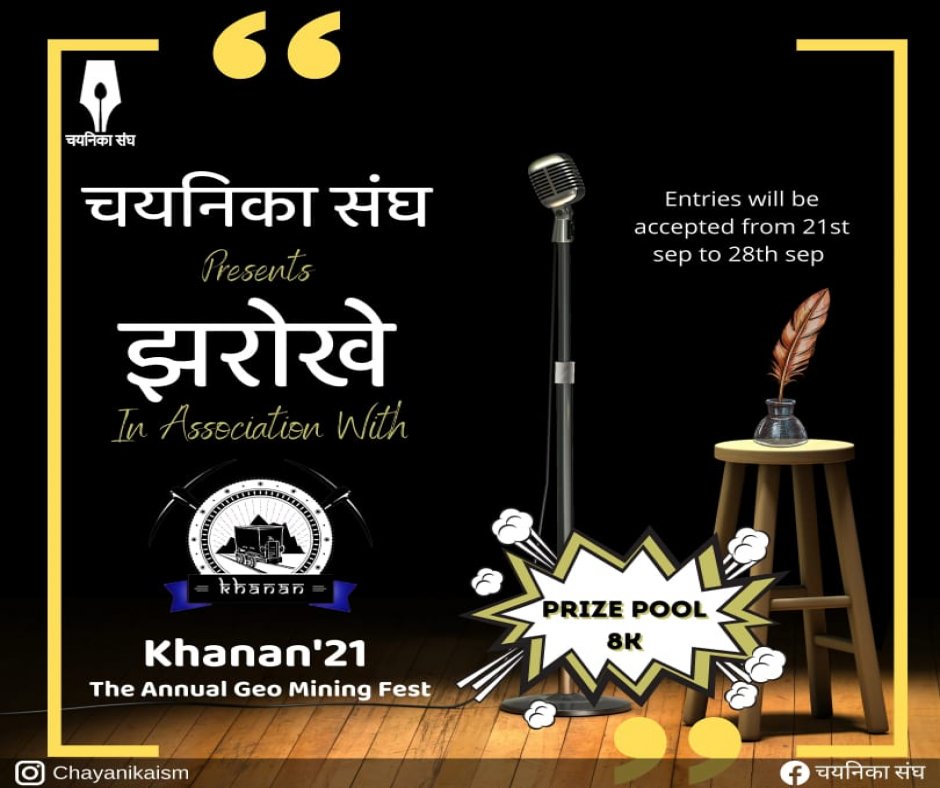 चयनिका संघ
चयनिका संघ
Presents
झरोखे
In Association With
khanan
Khanan'21
The Annual Geo Mining Fest
Entries will be
accepted from 21st
sep to 28th sep
PRIZE POOL
8K
Chayanikaism
चयनिका संघ